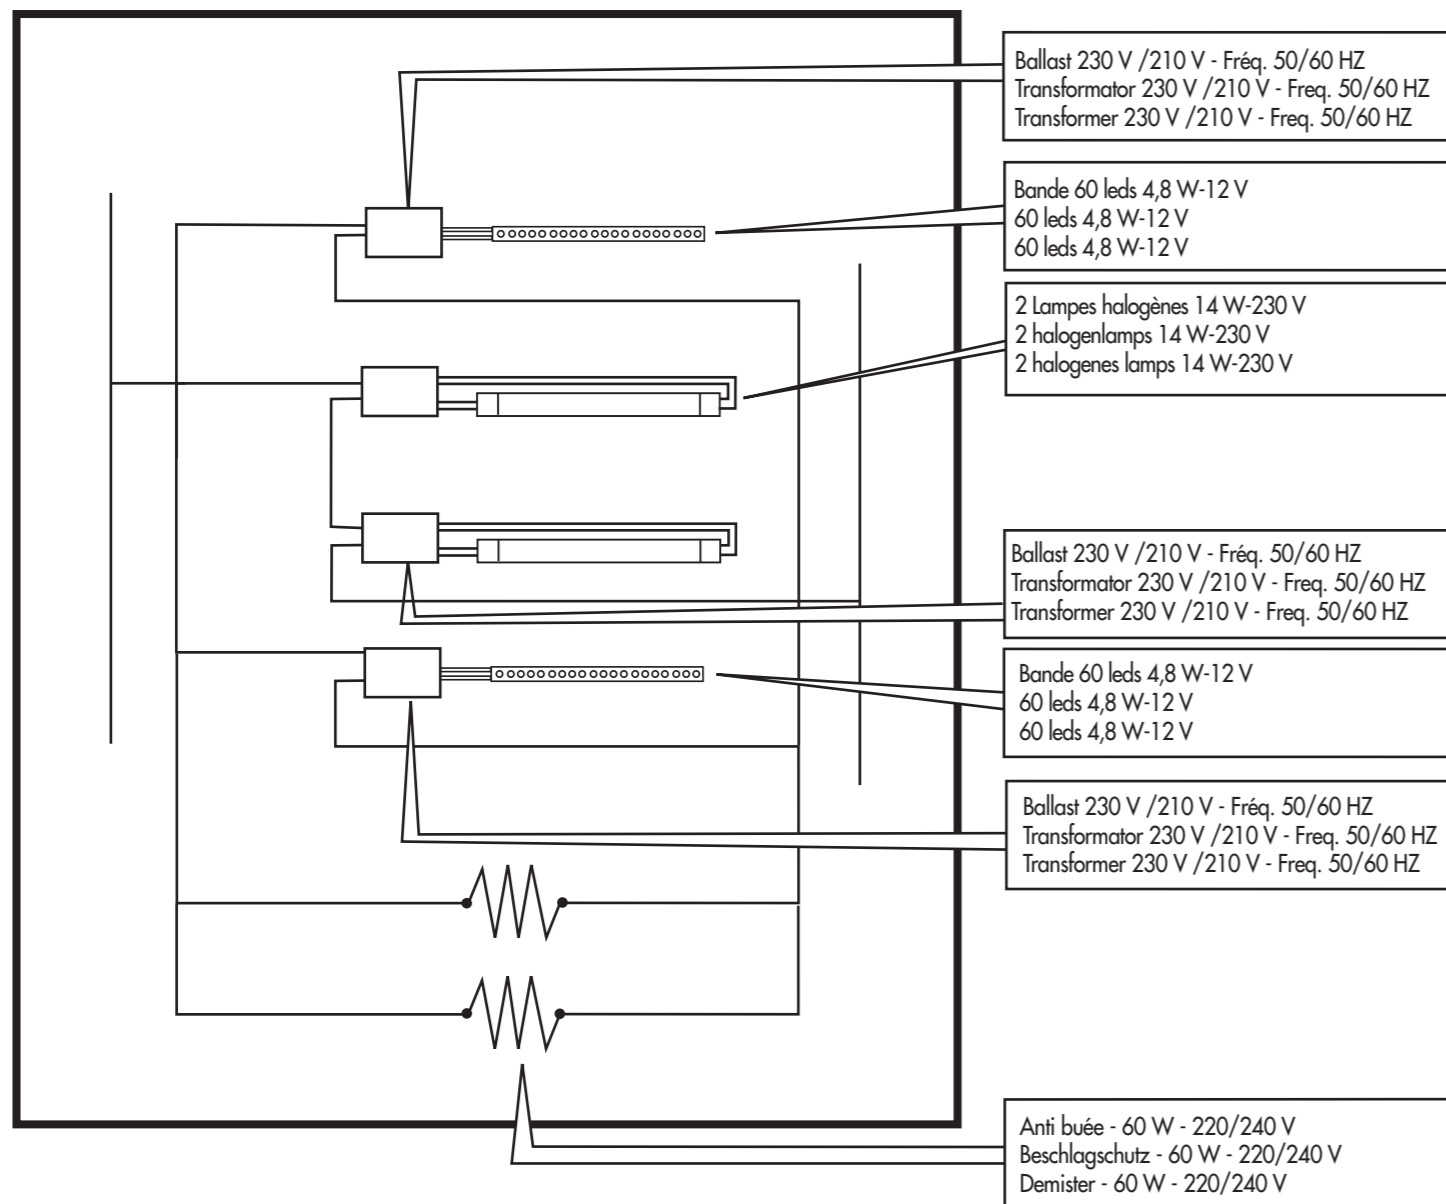 Ballast 230 V /210 V - Fréq. 50/60 HZ
Transformator 230 V /210 V - Freq. 50/60 HZ
Transformer 230 V /210 V - Freq. 50/60 HZ
Bande 60 leds 4,8 W-12 V
60 leds 4,8 W-12 V
60 leds 4,8 W-12 V
2 Lampes halogènes 14 W-230 V
2 halogenlamps 14 W-230 V
2 halogenes lamps 14 W-230 V
Ballast 230 V /210 V - Fréq. 50/60 HZ
Transformator 230 V /210 V - Freq. 50/60 HZ
Transformer 230 V /210 V - Freq. 50/60 HZ
Bande 60 leds 4,8 W-12 V
60 leds 4,8 W-12 V
60 leds 4,8 W-12 V
Ballast 230 V /210 V - Fréq. 50/60 HZ
Transformator 230 V /210 V - Freq. 50/60 HZ
Transformer 230 V /210 V - Freq. 50/60 HZ
Anti buée - 60 W - 220/240 V
Beschlagschutz - 60 W - 220/240 V
Demister - 60 W - 220/240 V